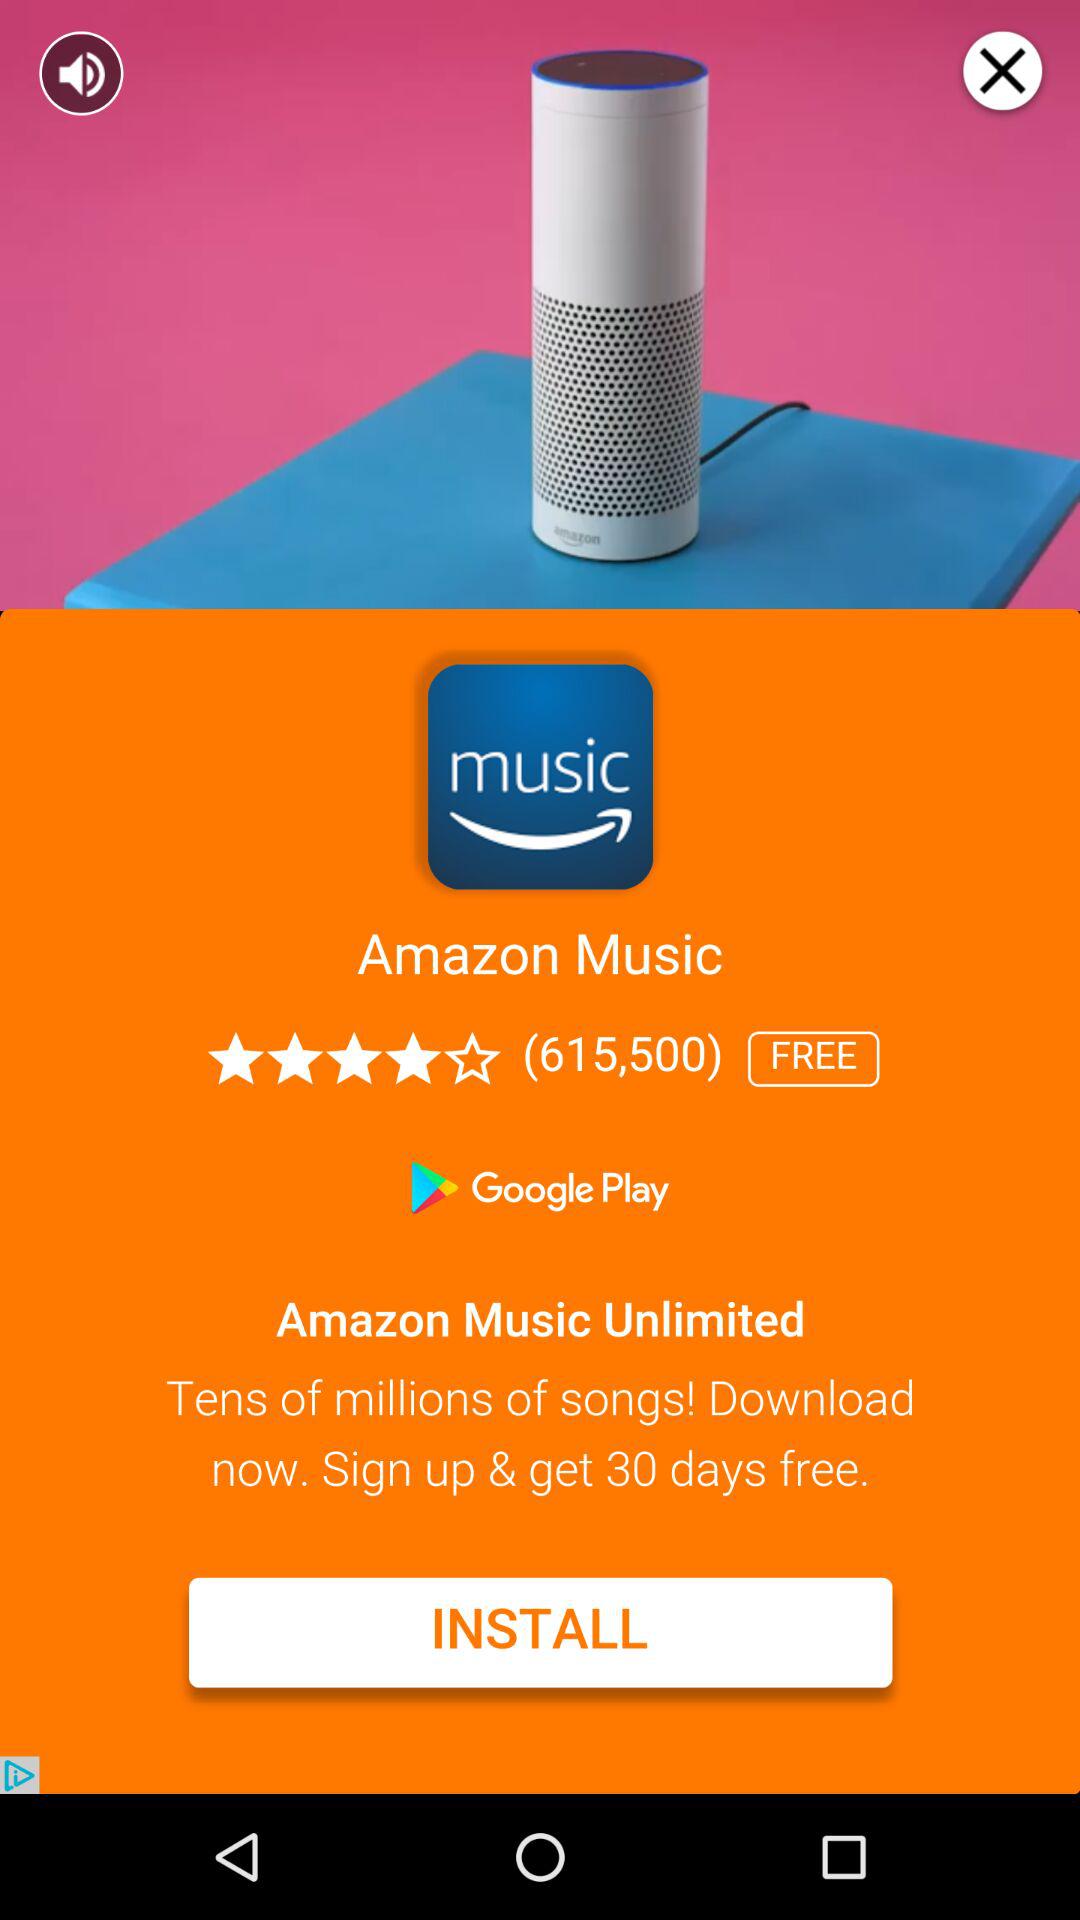 amazon
music
Amazon Music
(615,500) FREE
Google Play
Amazon Music Unlimited
Tens of millions of songs! Download
now. Sign up & get 30 days free.
INSTALL